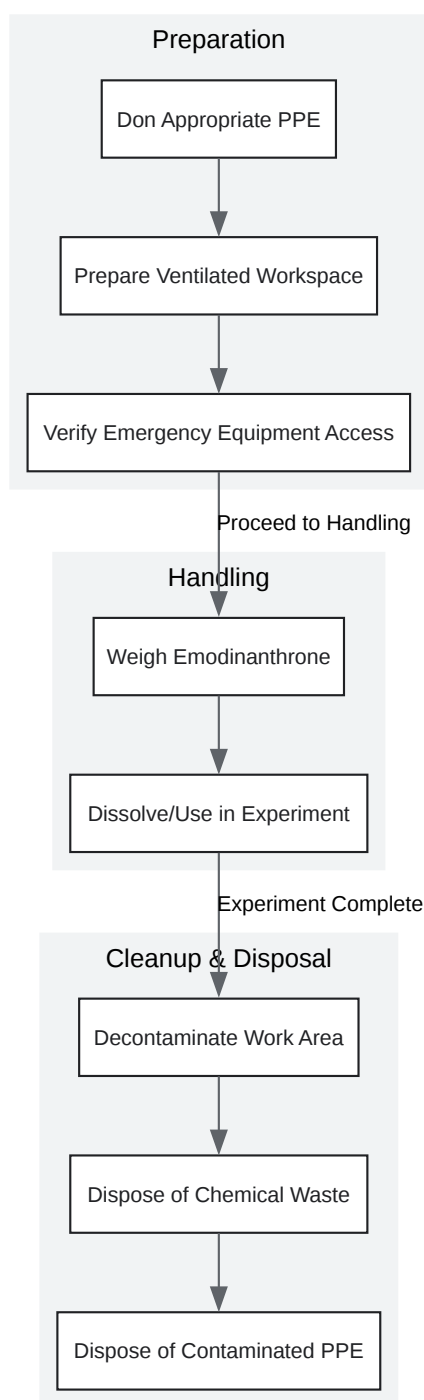 Preparation
Don Appropriate PPE
Prepare Ventilated Workspace
Verify Emergency Equipment Access
Proceed to Handling
Handling
Weigh Emodinanthrone
Dissolve/Use in Experiment
Experiment Complete
Cleanup & Disposal
Decontaminate Work Area
Dispose of Chemical Waste
Dispose of Contaminated PPE